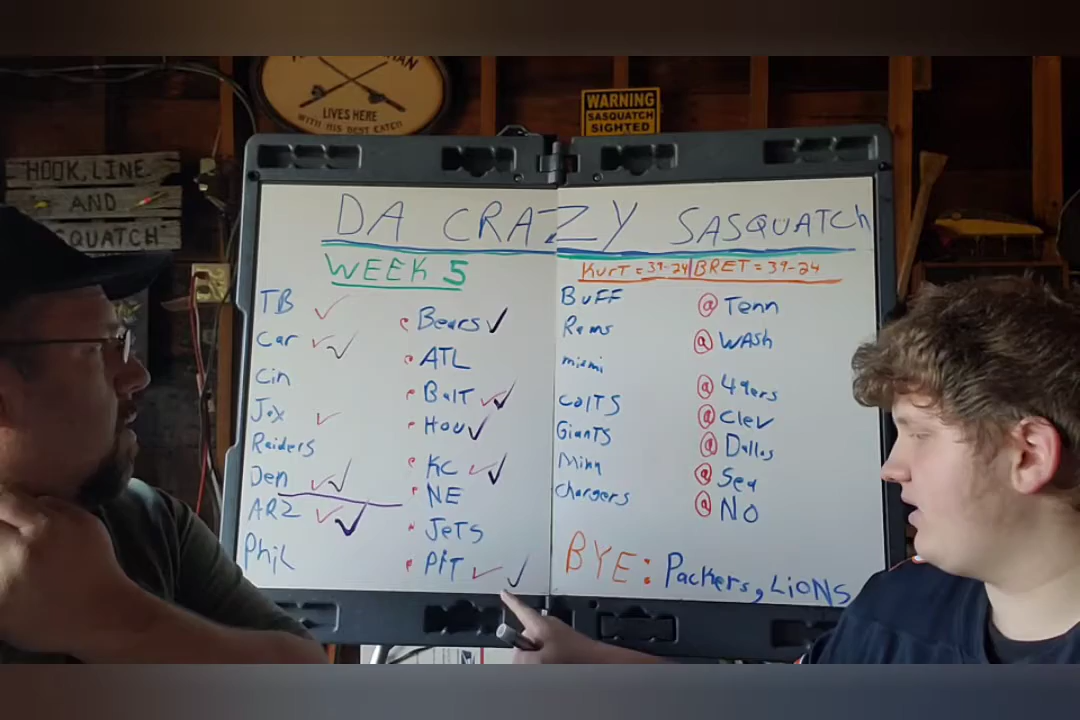 LIVES HERE
WITH HIS BEST CATCH
WARNING
SASQUATCH
SIGHTED
HOOK, LINE
AND
SQUATCH
DA CRAZY SASQUATCH
WEEK 5
KurT = 39-24 | BRET = 39-24
TB ✓ @ Bears ✓
Car ✓✓ @ ATL
Cin @ BalT ✓✓
Jax ✓ @ HOU ✓
Raiders @ KC ✓✓
Den ✓✓ @ NE
ARZ ✓✓ @ JeTS
Phil @ PiT ✓✓
BUFF @ Tenn
Rams @ WAsh
miami @ 49ers
ColTS @ Clev
GianTS @ Dallas
Minn @ Sea
Chargers @ NO
BYE: Packers, LiONS